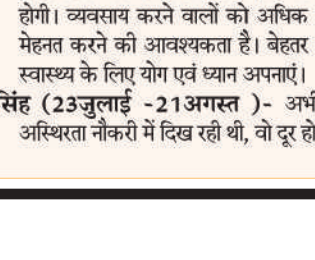 होगी। व्यवसाय करने वालों को अधिक
मेहनत करने की आवश्यकता है। बेहतर
स्वास्थ्य के लिए योग एवं ध्यान अपनाएं।
सिंह (23जुलाई -21अगस्त )- अभी
अस्थिरता नौकरी में दिख रही थी, वो दूर हो